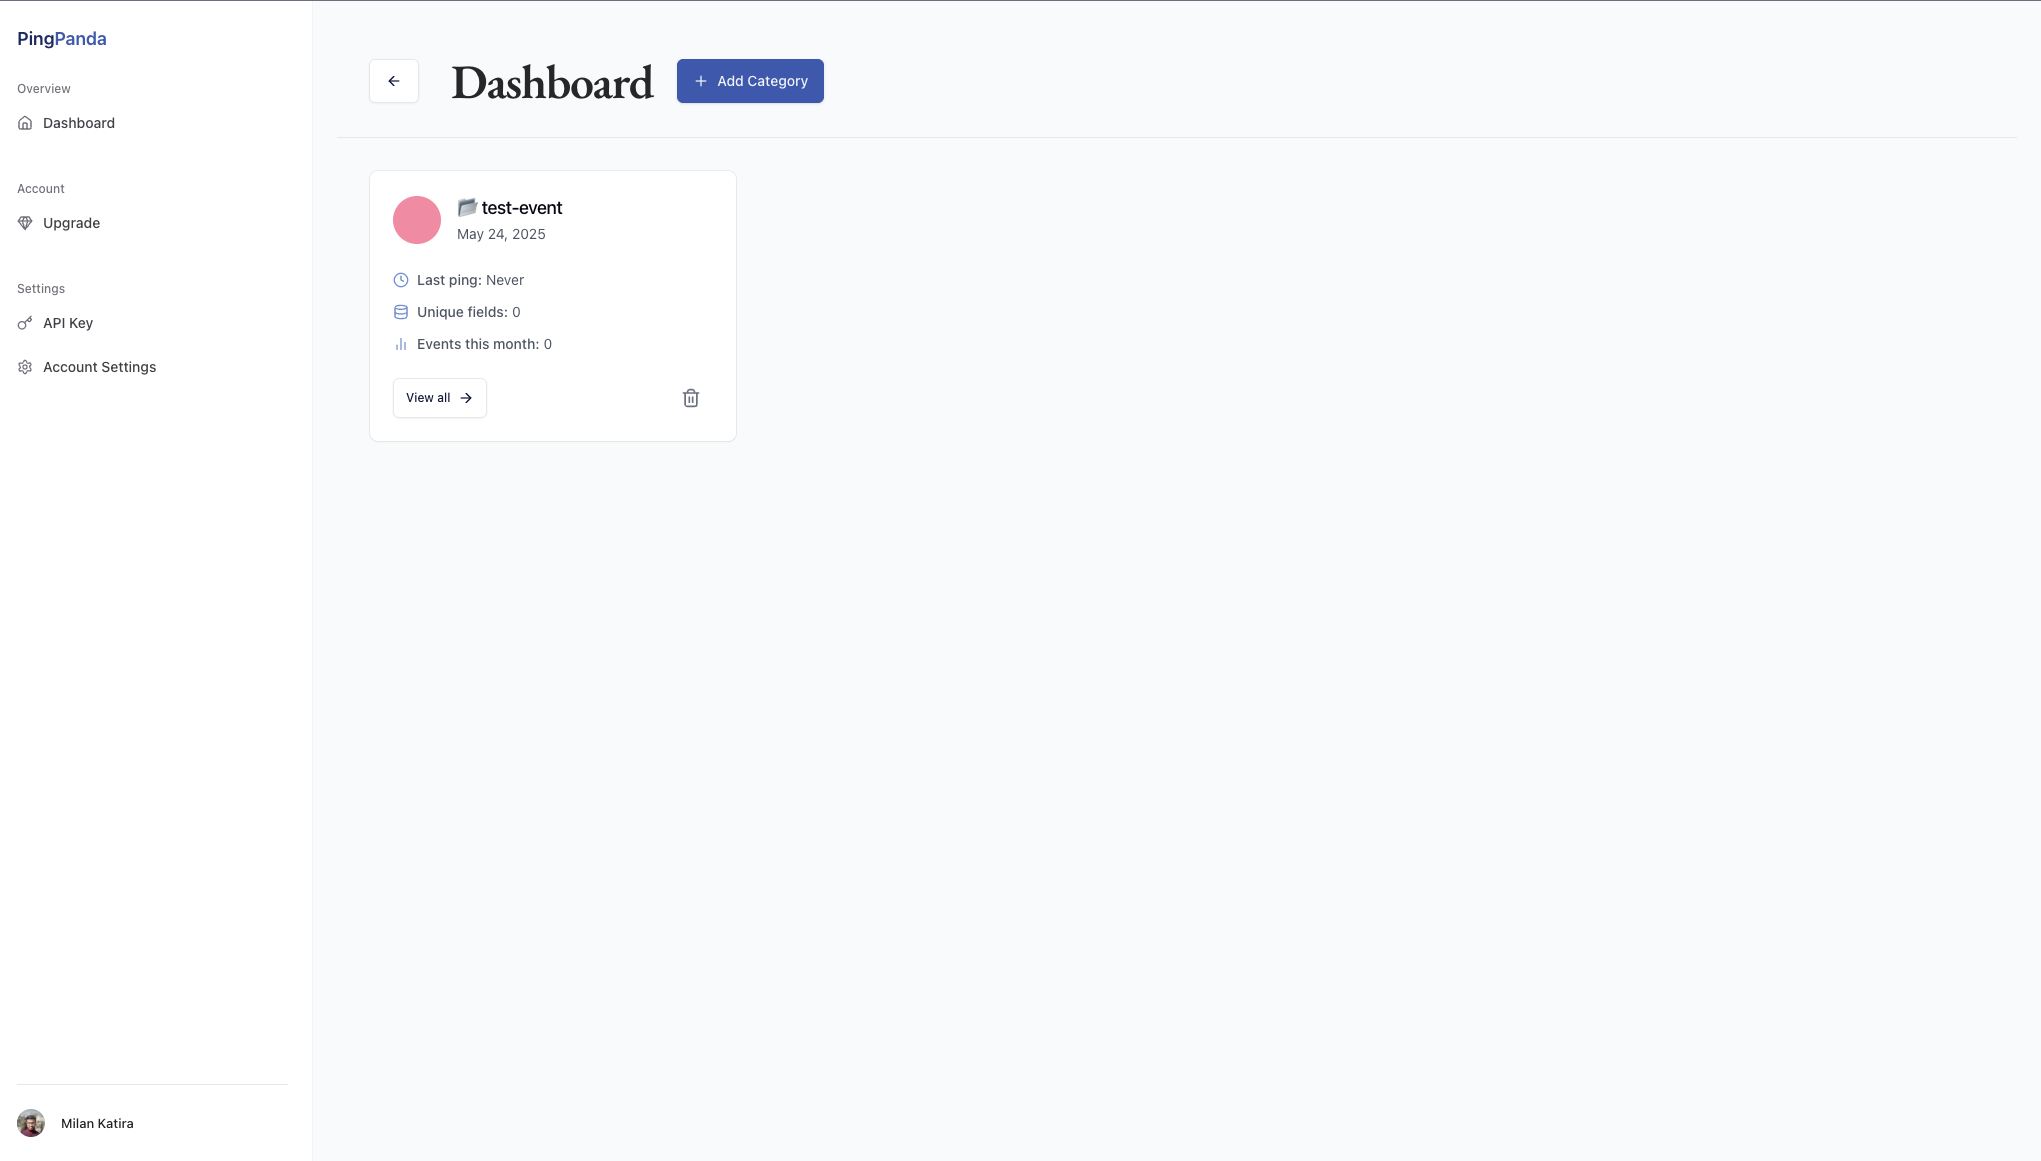 PingPanda
Overview
Dashboard
Account
Upgrade
Settings
API Key
Account Settings
Milan Katira
Dashboard
Add Category
test-event
May 24, 2025
Last ping: Never
Unique fields: 0
Events this month: 0
View all